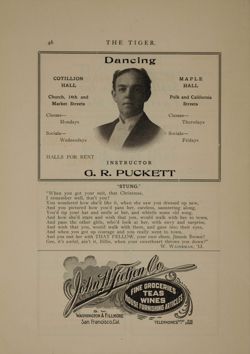 46
THE TIGER.
Dancing
COTILLION
HALL
Church, 14th and
Market Streets
Classes—
Mondays
Socials—
Wednesdays
MAPLE
HALL
Polk and California
Streets
Classes—
Thursdays
Socials—
Fridays
HALLS FOR RENT
INSTRUCTOR
G. R. PUCKETT
"STUNG."
"When you got your suit, that Christmas,
I remember well, don't you?
You wondered how she'd like it, when she saw you dressed up new,
And you pictured how you'd pass her, careless, sauntering along,
You'd tip your hat and smile at her, and whistle some old song.
And how she'd stare and wish that you, would walk with her to town,
And pass the other girls, who'd look at her, with envy and surprise,
And wish that you, would walk with them, and gaze into their eyes,
And when you got up courage and you really went to town,
And you saw her with THAT FELLOW, your own chum, Jimmie Brown!
Gee, it's awful, ain't it, Billie, when your sweetheart throws you down?"
John H. Tietjen Co.
FINE GROCERIES
TEAS
WINES
HOUSE FURNISHING ARTICLES
WASHINGTON & FILLMORE
San Francisco, Cal.
TELEPHONES